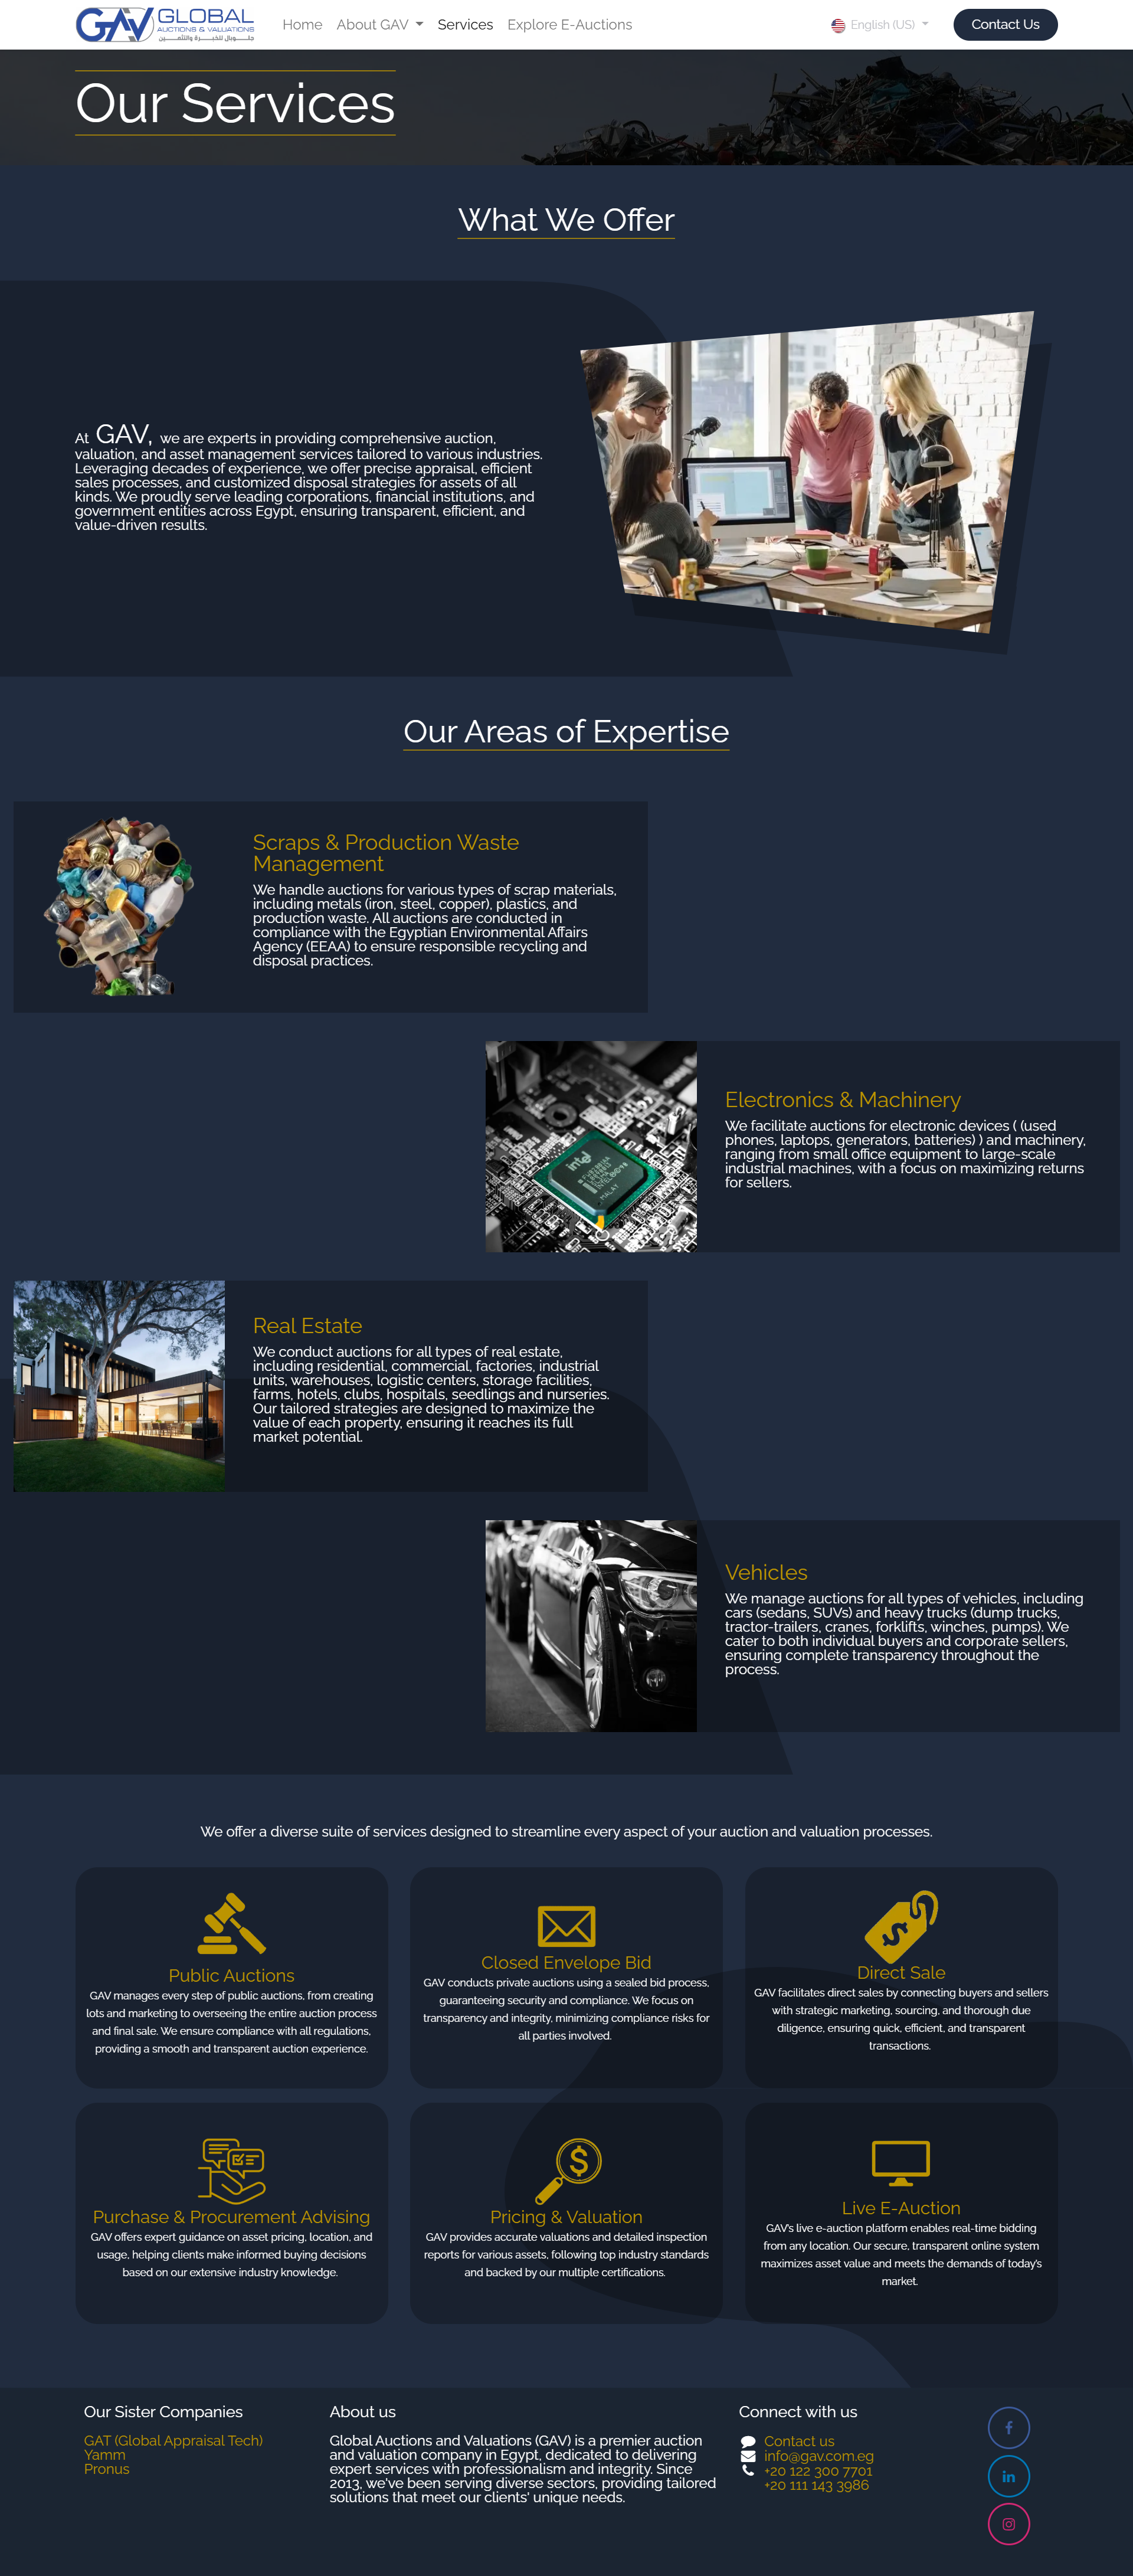 GAV GLOBAL
AUCTIONS & VALUATIONS
جلـــوبال للخبـــرة والتثمـــين
Home About GAV Services Explore E-Auctions English (US) Contact Us
Our Services
What We Offer
At GAV, we are experts in providing comprehensive auction,
valuation, and asset management services tailored to various industries.
Leveraging decades of experience, we offer precise appraisal, efficient
sales processes, and customized disposal strategies for assets of all
kinds. We proudly serve leading corporations, financial institutions, and
government entities across Egypt, ensuring transparent, efficient, and
value-driven results.
Our Areas of Expertise
Scraps & Production Waste
Management
We handle auctions for various types of scrap materials,
including metals (iron, steel, copper), plastics, and
production waste. All auctions are conducted in
compliance with the Egyptian Environmental Affairs
Agency (EEAA) to ensure responsible recycling and
disposal practices.
intel
MALAY
Electronics & Machinery
We facilitate auctions for electronic devices ( (used
phones, laptops, generators, batteries) ) and machinery,
ranging from small office equipment to large-scale
industrial machines, with a focus on maximizing returns
for sellers.
Real Estate
We conduct auctions for all types of real estate,
including residential, commercial, factories, industrial
units, warehouses, logistic centers, storage facilities,
farms, hotels, clubs, hospitals, seedlings and nurseries.
Our tailored strategies are designed to maximize the
value of each property, ensuring it reaches its full
market potential.
Vehicles
We manage auctions for all types of vehicles, including
cars (sedans, SUVs) and heavy trucks (dump trucks,
tractor-trailers, cranes, forklifts, winches, pumps). We
cater to both individual buyers and corporate sellers,
ensuring complete transparency throughout the
process.
We offer a diverse suite of services designed to streamline every aspect of your auction and valuation processes.
Public Auctions
GAV manages every step of public auctions, from creating
lots and marketing to overseeing the entire auction process
and final sale. We ensure compliance with all regulations,
providing a smooth and transparent auction experience.
Closed Envelope Bid
GAV conducts private auctions using a sealed bid process,
guaranteeing security and compliance. We focus on
transparency and integrity, minimizing compliance risks for
all parties involved.
Direct Sale
GAV facilitates direct sales by connecting buyers and sellers
with strategic marketing, sourcing, and thorough due
diligence, ensuring quick, efficient, and transparent
transactions.
Purchase & Procurement Advising
GAV offers expert guidance on asset pricing, location, and
usage, helping clients make informed buying decisions
based on our extensive industry knowledge.
Pricing & Valuation
GAV provides accurate valuations and detailed inspection
reports for various assets, following top industry standards
and backed by our multiple certifications.
Live E-Auction
GAV's live e-auction platform enables real-time bidding
from any location. Our secure, transparent online system
maximizes asset value and meets the demands of today's
market.
Our Sister Companies
GAT (Global Appraisal Tech)
Yamm
Pronus
About us
Global Auctions and Valuations (GAV) is a premier auction
and valuation company in Egypt, dedicated to delivering
expert services with professionalism and integrity. Since
2013, we've been serving diverse sectors, providing tailored
solutions that meet our clients' unique needs.
Connect with us
Contact us
info@gav.com.eg
+20 122 300 7701
+20 111 143 3986